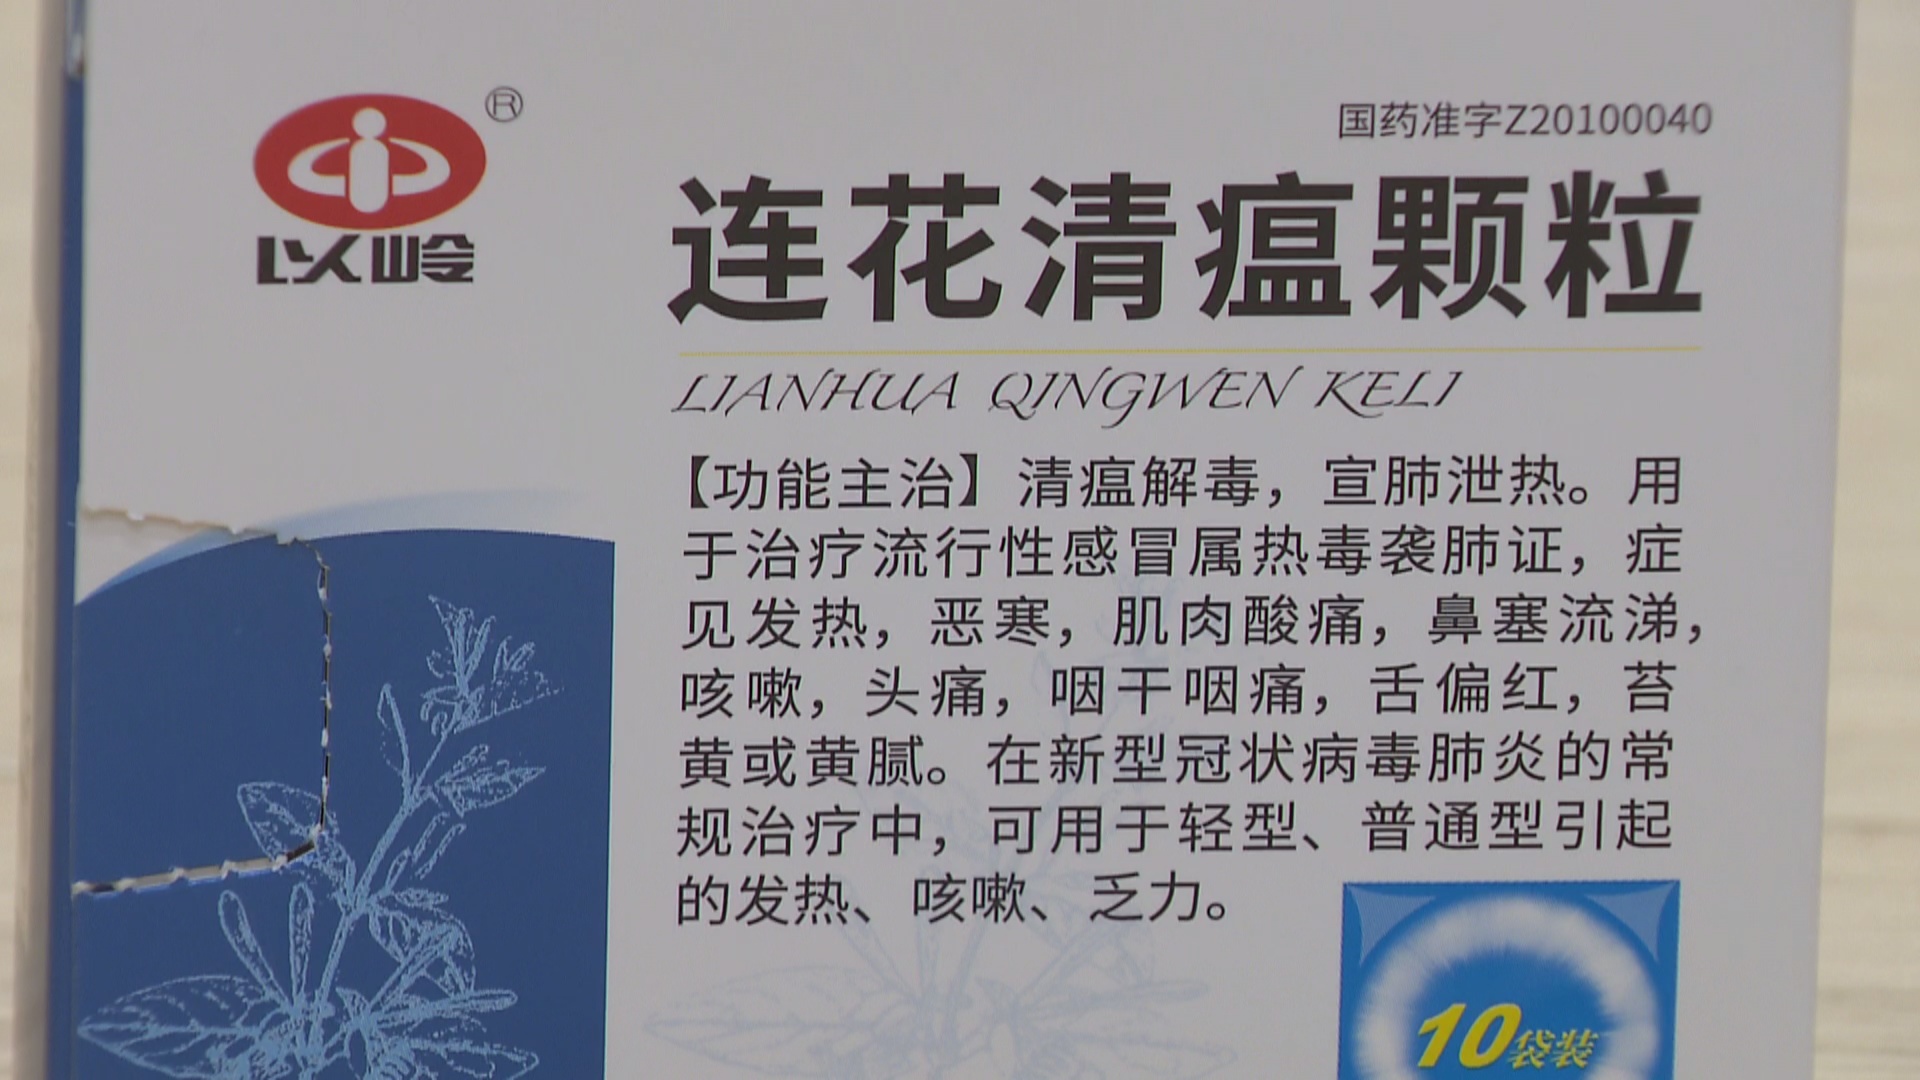 ®
以岭
国药准字Z20100040
连花清瘟颗粒
LIANHUA QINGWEN KELI
【功能主治】清瘟解毒，宣肺泄热。用
于治疗流行性感冒属热毒袭肺证，症
见发热，恶寒，肌肉酸痛，鼻塞流涕，
咳嗽，头痛，咽干咽痛，舌偏红，苔
黄或黄腻。在新型冠状病毒肺炎的常
规治疗中，可用于轻型、普通型引起
的发热、咳嗽、乏力。
10袋装